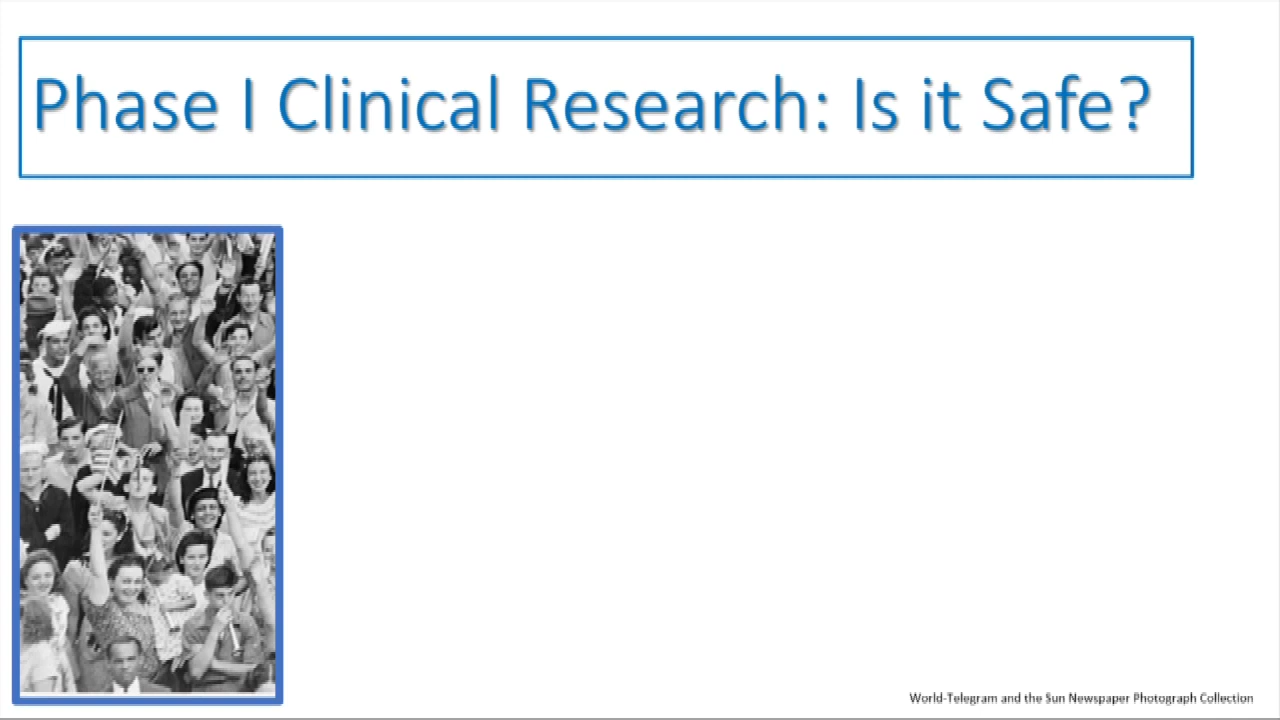 Phase I Clinical Research: Is it Safe?
World-Telegram and the Sun Newspaper Photograph Collection